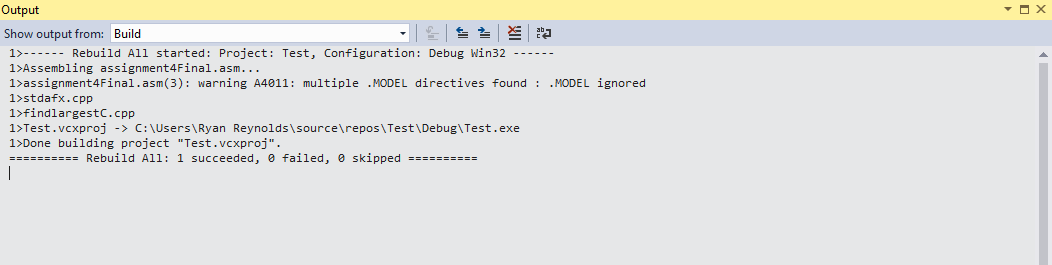 Output
Show output from: Build
1>------ Rebuild All started: Project: Test, Configuration: Debug Win32 ------
1>Assembling assignment4Final.asm...
1>assignment4Final.asm(3): warning A4011: multiple .MODEL directives found : .MODEL ignored
1>stdafx.cpp
1>findlargestC.cpp
1>Test.vcxproj -> C:\Users\Ryan Reynolds\source\repos\Test\Debug\Test.exe
1>Done building project "Test.vcxproj".
========== Rebuild All: 1 succeeded, 0 failed, 0 skipped ==========